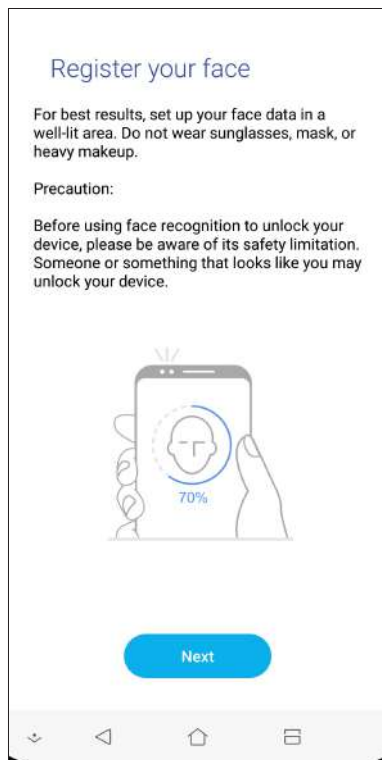 Register your face
For best results, set up your face data in a
well-lit area. Do not wear sunglasses, mask, or
heavy makeup.
Precaution:
Before using face recognition to unlock your
device, please be aware of its safety limitation.
Someone or something that looks like you may
unlock your device.
70%
Next